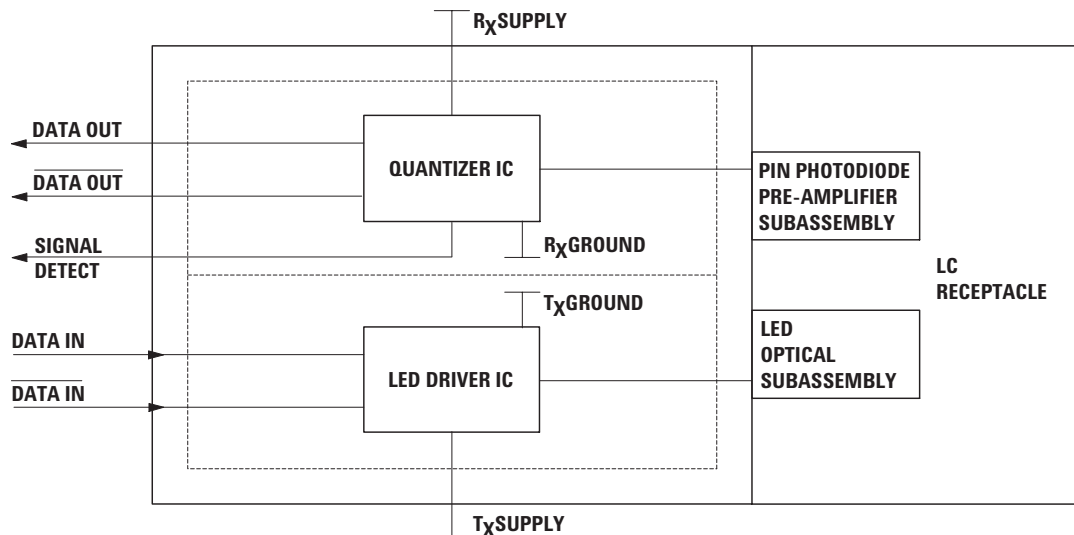 RXSUPPLY
DATA OUT
DATA OUT
SIGNAL
DETECT
QUANTIZER IC
RXGROUND
PIN PHOTODIODE
PRE-AMPLIFIER
SUBASSEMBLY
LC
RECEPTACLE
TXGROUND
LED
OPTICAL
SUBASSEMBLY
DATA IN
DATA IN
LED DRIVER IC
TXSUPPLY